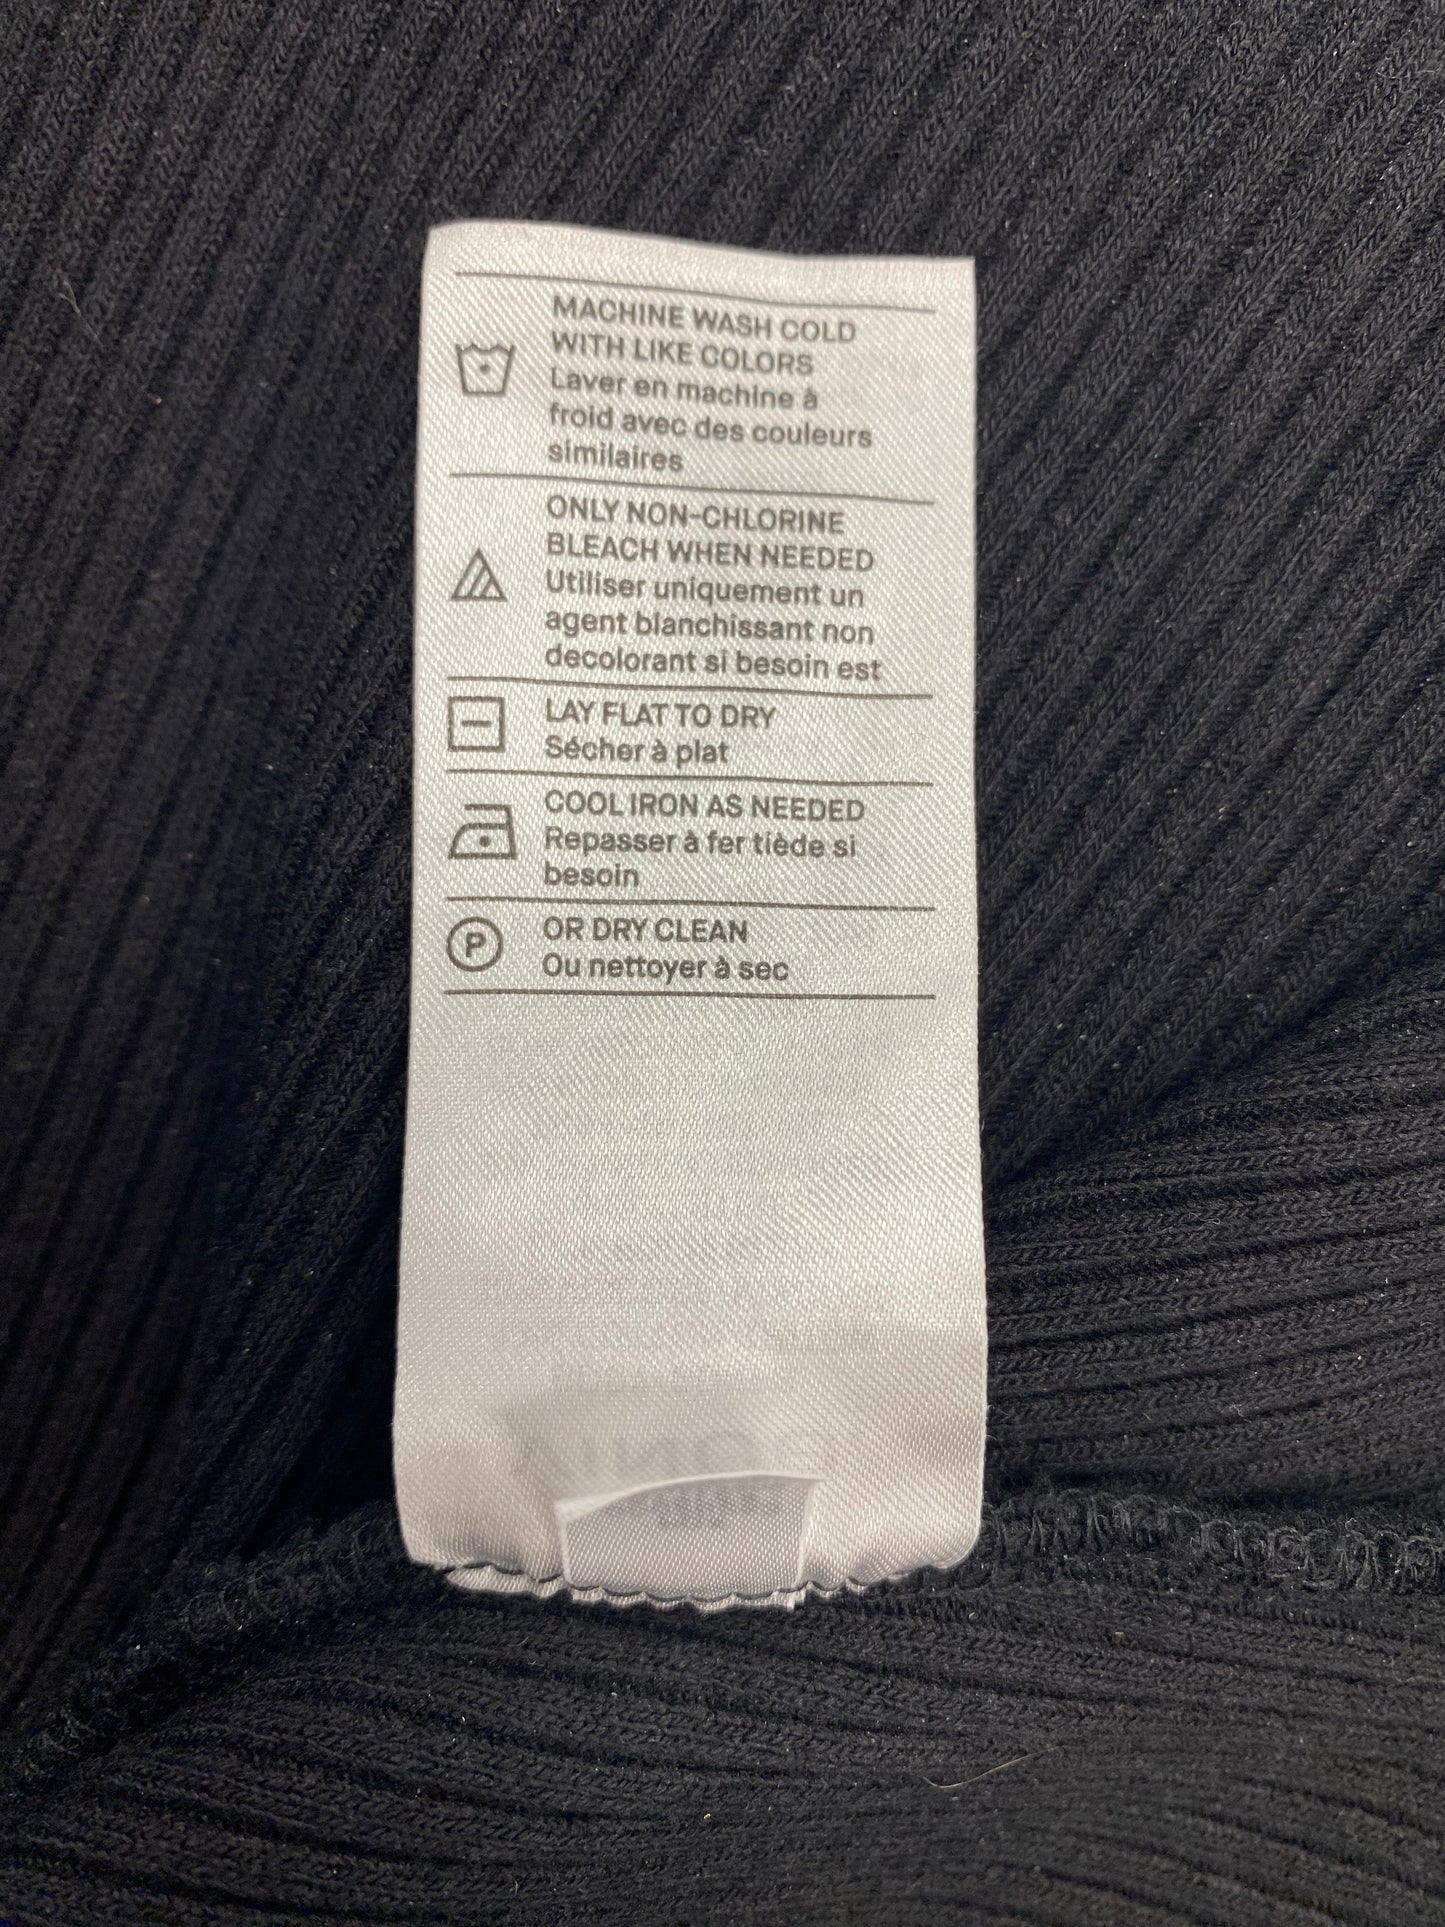 MACHINE WASH COLD
WITH LIKE COLORS
Laver en machine à
froid avec des couleurs
similaires
ONLY NON-CHLORINE
BLEACH WHEN NEEDED
Utiliser uniquement un
agent blanchissant non
decolorant si besoin est
LAY FLAT TO DRY
Sécher à plat
COOL IRON AS NEEDED
Repasser à fer tiède si
besoin
P
OR DRY CLEAN
Ou nettoyer à sec